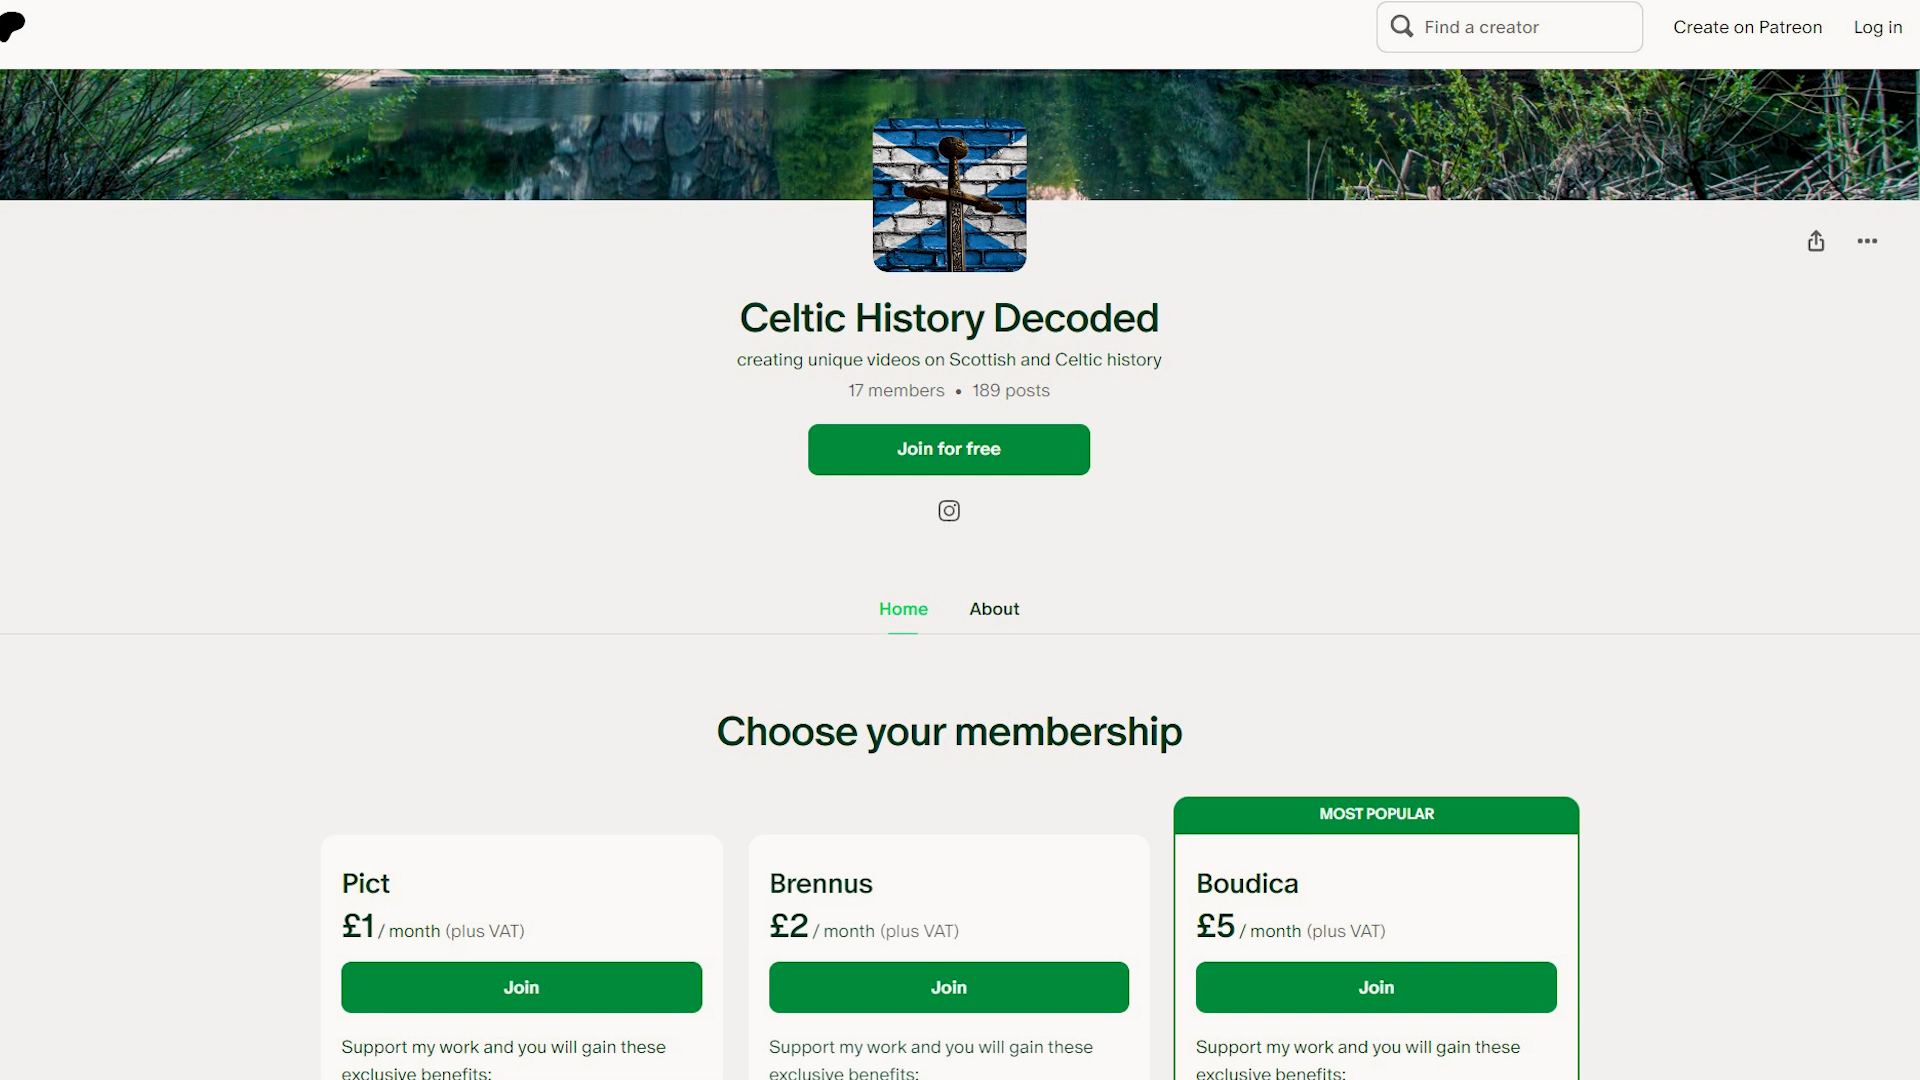 Find a creator
Create on Patreon
Log in
Celtic History Decoded
creating unique videos on Scottish and Celtic history
17 members • 189 posts
Join for free
Home
About
Choose your membership
MOST POPULAR
Pict
£1 / month (plus VAT)
Join
Support my work and you will gain these
exclusive benefits:
Brennus
£2 / month (plus VAT)
Join
Support my work and you will gain these
exclusive benefits:
Boudica
£5 / month (plus VAT)
Join
Support my work and you will gain these
exclusive benefits: